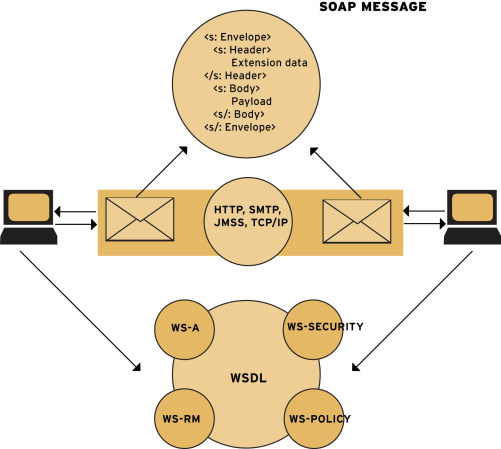 SOAP MESSAGE
<s: Envelope>
<s: Header>
Extension data
</s: Header>
<s: Body>
Payload
<s/: Body>
<s/: Envelope>
HTTP, SMTP,
JMSS, TCP/IP
WS-A
WS-SECURITY
WSDL
WS-RM
WS-POLICY